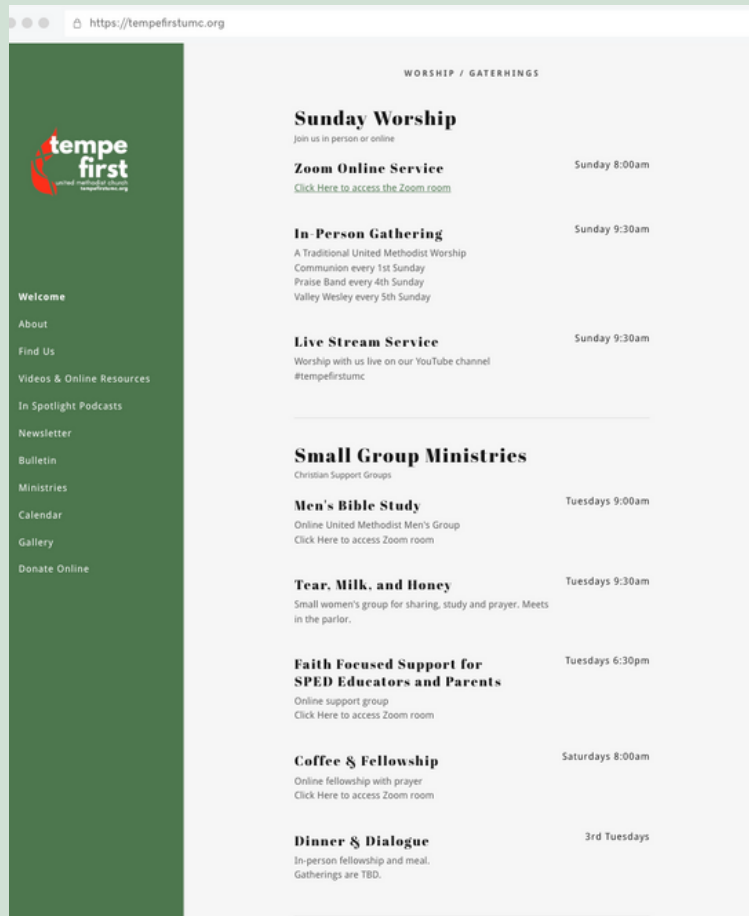 https://tempefirstumc.org
tempe
first
united methodist church
tempefirstumc.org
Welcome
About
Find Us
Videos & Online Resources
In Spotlight Podcasts
Newsletter
Bulletin
Ministries
Calendar
Gallery
Donate Online
WORSHIP / GATERHINGS
Sunday Worship
Join us in person or online
Zoom Online Service
Sunday 8:00am
Click Here to access the Zoom room
In-Person Gathering
Sunday 9:30am
A Traditional United Methodist Worship
Communion every 1st Sunday
Praise Band every 4th Sunday
Valley Wesley every 5th Sunday
Live Stream Service
Sunday 9:30am
Worship with us live on our YouTube channel
#tempefirstumc
Small Group Ministries
Christian Support Groups
Men's Bible Study
Tuesdays 9:00am
Online United Methodist Men's Group
Click Here to access Zoom room
Tear, Milk, and Honey
Tuesdays 9:30am
Small women's group for sharing, study and prayer. Meets
in the parlor.
Faith Focused Support for
SPED Educators and Parents
Tuesdays 6:30pm
Online support group
Click Here to access Zoom room
Coffee & Fellowship
Saturdays 8:00am
Online fellowship with prayer
Click Here to access Zoom room
Dinner & Dialogue
3rd Tuesdays
In-person fellowship and meal.
Gatherings are TBD.